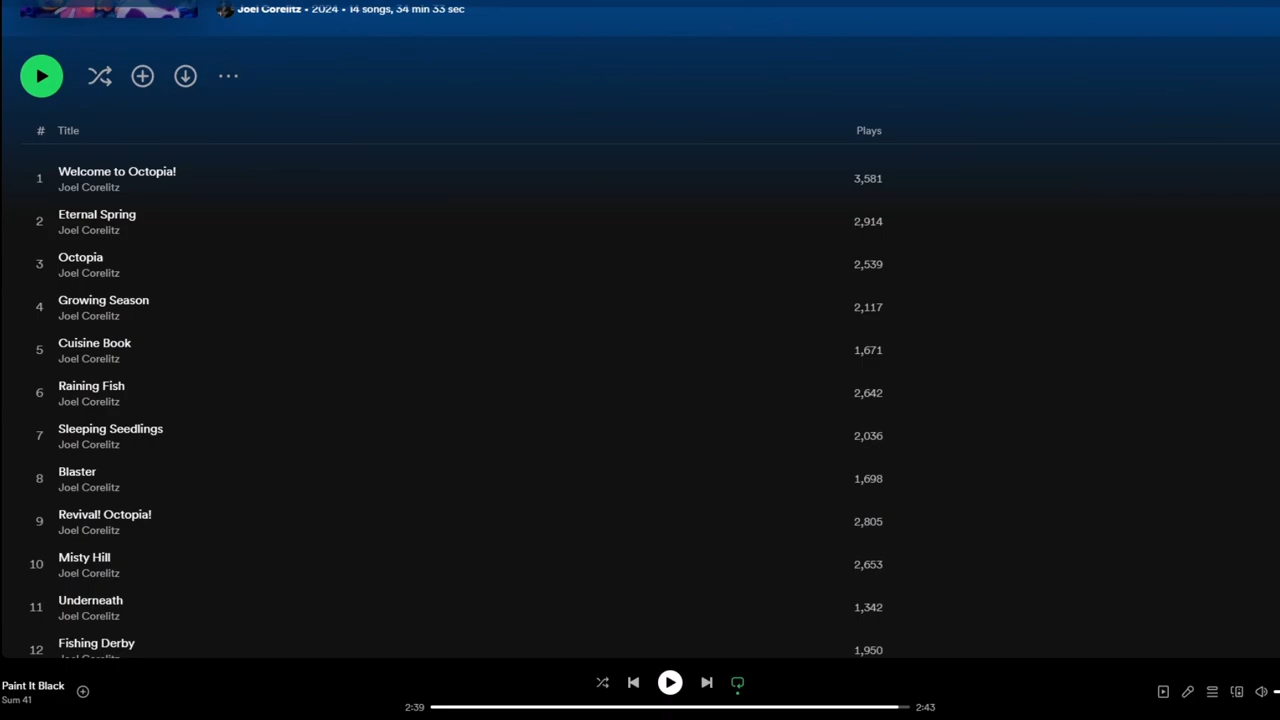 Joel Corelitz • 2024 • 14 songs, 34 min 33 sec
# Title Plays
1 Welcome to Octopia! 3,581
Joel Corelitz
2 Eternal Spring 2,914
Joel Corelitz
3 Octopia 2,539
Joel Corelitz
4 Growing Season 2,117
Joel Corelitz
5 Cuisine Book 1,671
Joel Corelitz
6 Raining Fish 2,642
Joel Corelitz
7 Sleeping Seedlings 2,036
Joel Corelitz
8 Blaster 1,698
Joel Corelitz
9 Revival! Octopia! 2,805
Joel Corelitz
10 Misty Hill 2,653
Joel Corelitz
11 Underneath 1,342
Joel Corelitz
12 Fishing Derby 1,950
Joel Corelitz
Paint It Black
Sum 41
2:39 2:43